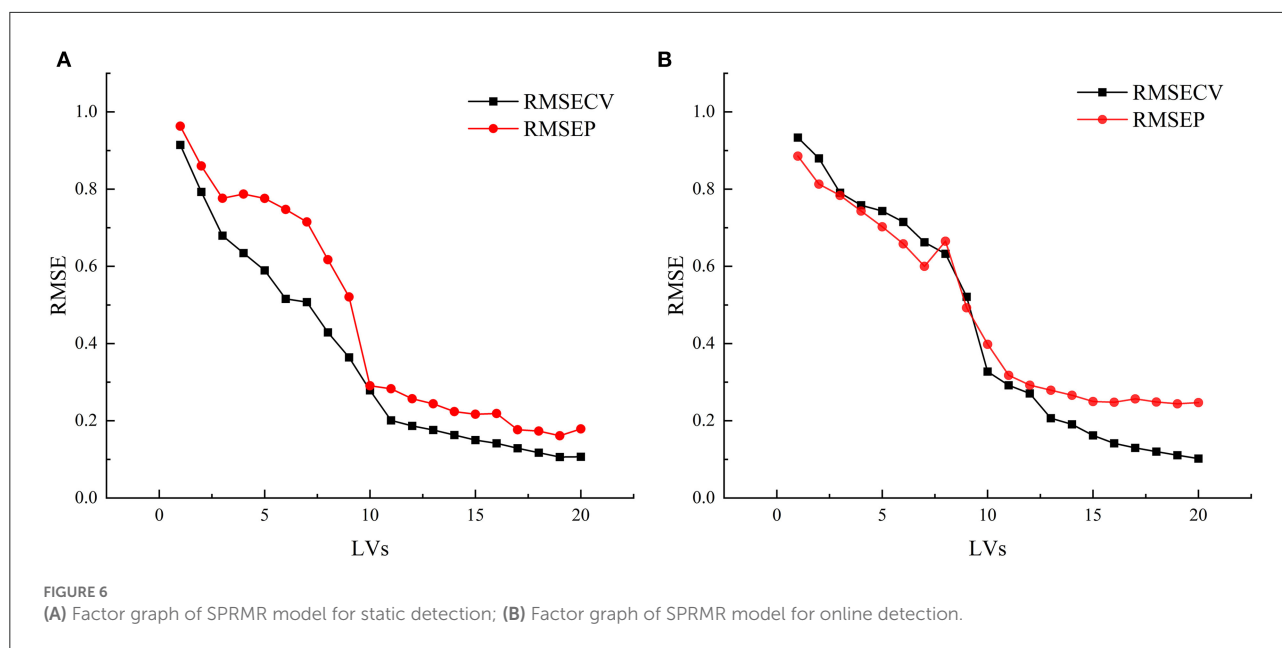 A
RMSECV
RMSEP
1.0
0.8
0.6
0.4
0.2
0.0
RMSE
0 5 10 15 20
LVs
B
RMSECV
RMSEP
1.0
0.8
0.6
0.4
0.2
0.0
RMSE
0 5 10 15 20
LVs
FIGURE 6
(A) Factor graph of SPRMR model for static detection; (B) Factor graph of SPRMR model for online detection.